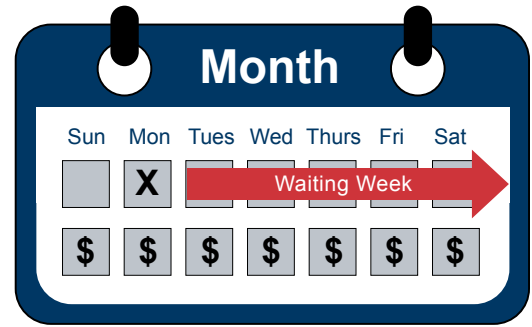 Month
Sun Mon Tues Wed Thurs Fri Sat
X Waiting Week
$ $ $ $ $ $ $